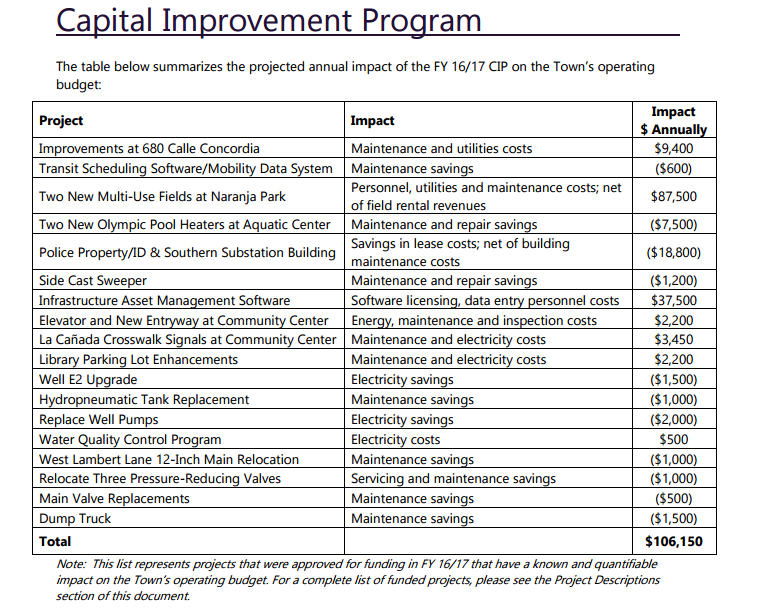 Capital Improvement Program
The table below summarizes the projected annual impact of the FY 16/17 CIP on the Town's operating
budget:
Project Impact Impact $ Annually
Improvements at 680 Calle Concordia Maintenance and utilities costs $9,400
Transit Scheduling Software/Mobility Data System Maintenance savings ($600)
Two New Multi-Use Fields at Naranja Park Personnel, utilities and maintenance costs; net of field rental revenues $87,500
Two New Olympic Pool Heaters at Aquatic Center Maintenance and repair savings ($7,500)
Police Property/ID & Southern Substation Building Savings in lease costs; net of building maintenance costs ($18,800)
Side Cast Sweeper Maintenance and repair savings ($1,200)
Infrastructure Asset Management Software Software licensing, data entry personnel costs $37,500
Elevator and New Entryway at Community Center Energy, maintenance and inspection costs $2,200
La Cañada Crosswalk Signals at Community Center Maintenance and electricity costs $3,450
Library Parking Lot Enhancements Maintenance and electricity costs $2,200
Well E2 Upgrade Electricity savings ($1,500)
Hydropneumatic Tank Replacement Maintenance savings ($1,000)
Replace Well Pumps Electricity savings ($2,000)
Water Quality Control Program Electricity costs $500
West Lambert Lane 12-Inch Main Relocation Maintenance savings ($1,000)
Relocate Three Pressure-Reducing Valves Servicing and maintenance savings ($1,000)
Main Valve Replacements Maintenance savings ($500)
Dump Truck Maintenance savings ($1,500)
Total $106,150
Note: This list represents projects that were approved for funding in FY 16/17 that have a known and quantifiable
impact on the Town's operating budget. For a complete list of funded projects, please see the Project Descriptions
section of this document.